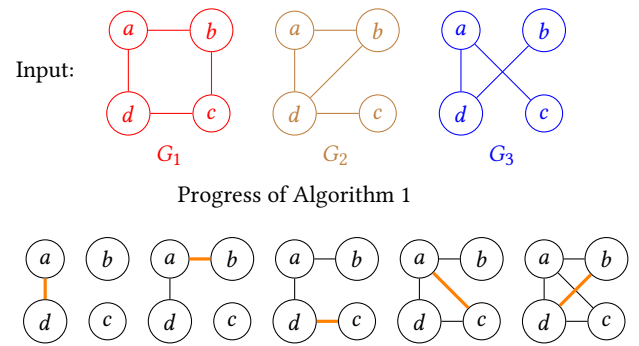 a b a b a b
Input:
d c d c d c
G1 G2 G3
Progress of Algorithm 1
a b a b a b a b a b
d c d c d c d c d c